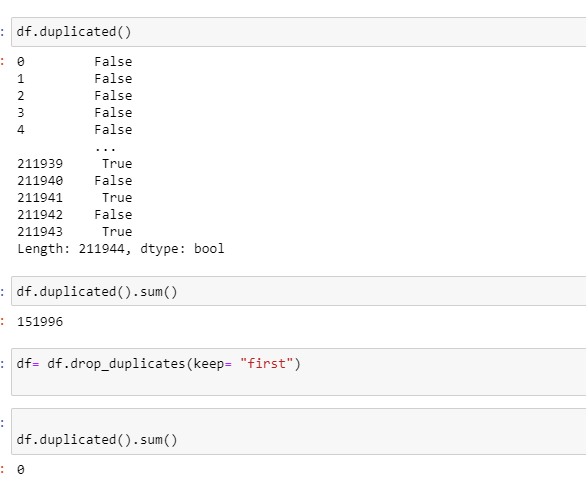 : df.duplicated()
: 0         False
1         False
2         False
3         False
4         False
          ...
211939     True
211940    False
211941     True
211942    False
211943     True
Length: 211944, dtype: bool
: df.duplicated().sum()
: 151996
: df= df.drop_duplicates(keep= "first")
:
df.duplicated().sum()
: 0